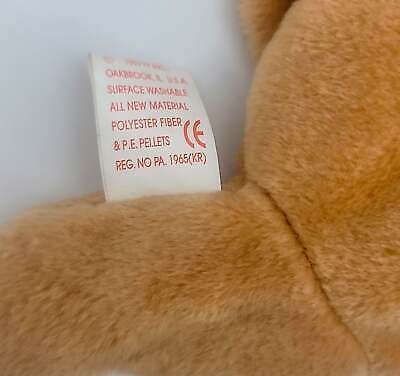 OAKBROOK, IL U.S.A.
SURFACE WASHABLE
ALL NEW MATERIAL
POLYESTER FIBER
& P.E. PELLETS CE
REG. NO PA. 1965(KR)